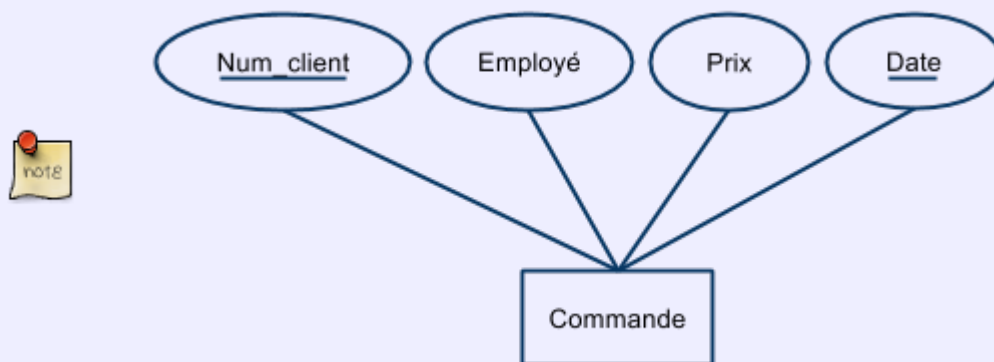 Num_client
Employé
Prix
Date
note
Commande